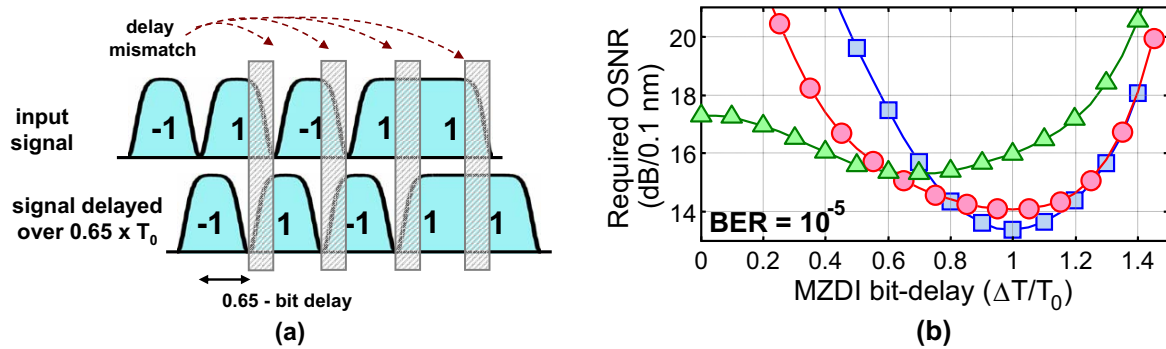 delay
mismatch
input
signal
-1 1 -1 1 1
signal delayed
over 0.65 x T0
-1 1 -1 1 1
0.65 - bit delay
(a)
Required OSNR
(dB/0.1 nm)
20
18
16
14
BER = 10-5
0 0.2 0.4 0.6 0.8 1 1.2 1.4
MZDI bit-delay (ΔT/T0)
(b)